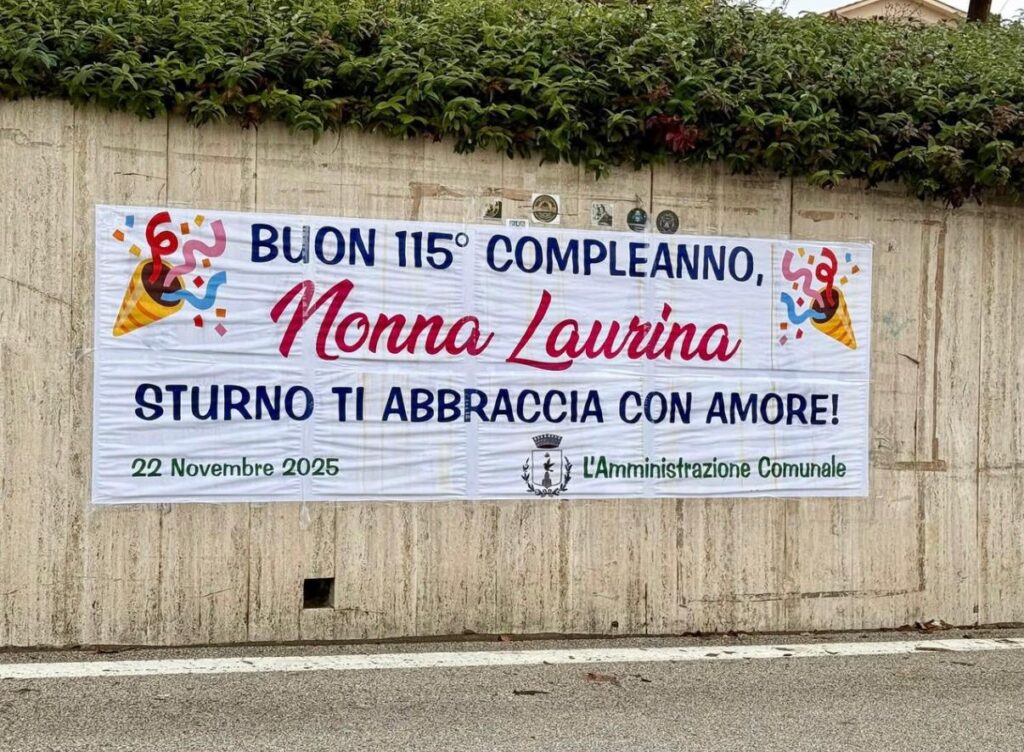 BUON 115° COMPLEANNO,
Nonna Laurina
STURNO TI ABBRACCIA CON AMORE!
22 Novembre 2025
L'Amministrazione Comunale